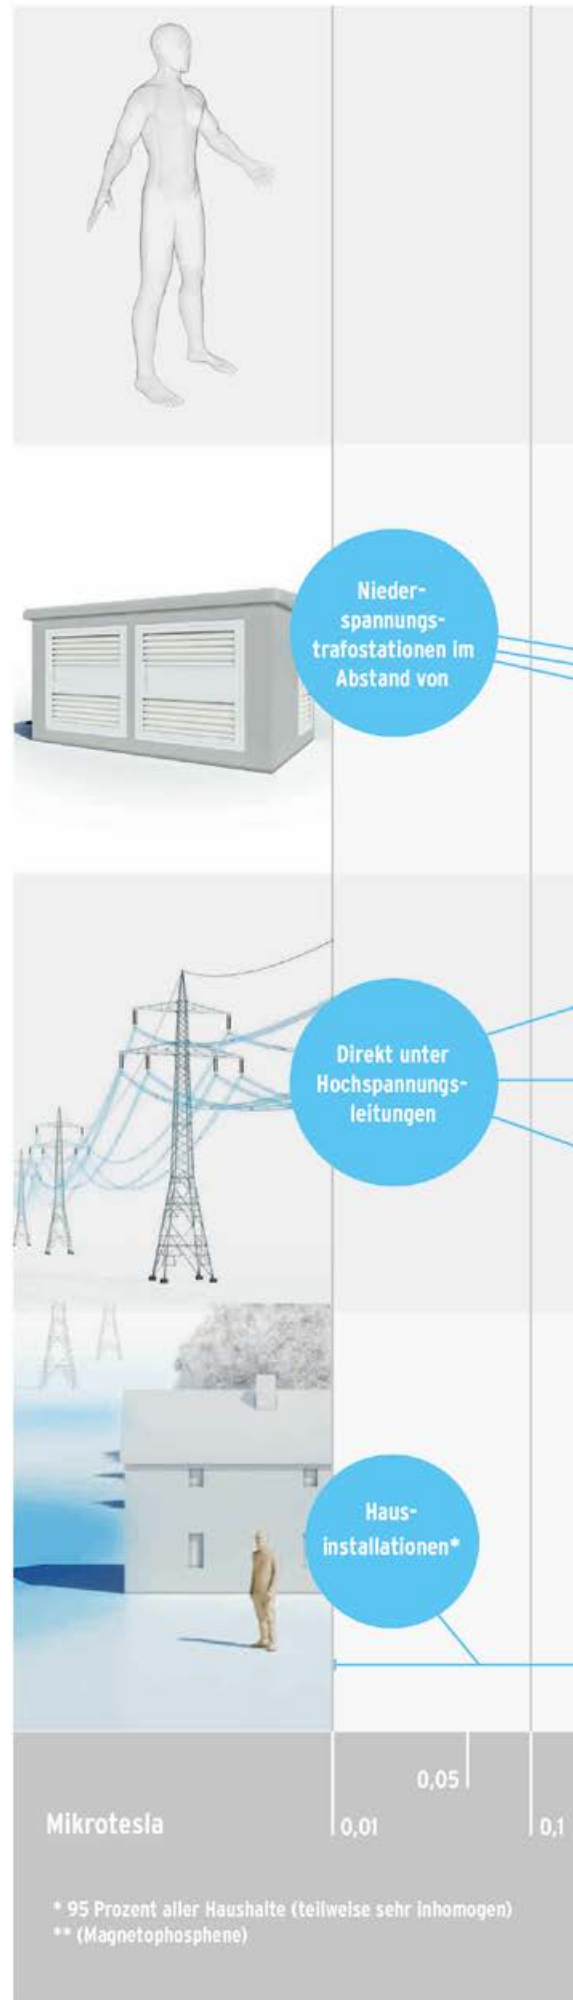 Nieder-
spannungs-
trafostationen im
Abstand von
Direkt unter
Hochspannungs-
leitungen
Haus-
installationen*
0,05
Mikrotesla
0,01
0,1
* 95 Prozent aller Haushalte (teilweise sehr inhomogen)
** (Magnetophosphene)